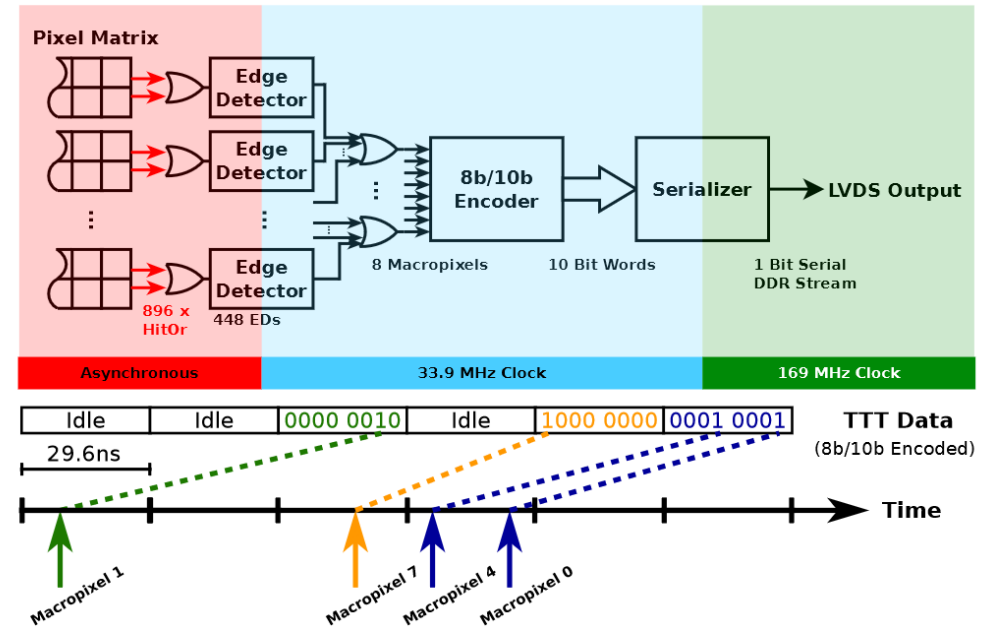 Pixel Matrix
Edge
Detector
Edge
Detector
...
...
...
Edge
Detector
8b/10b
Encoder
Serializer
LVDS Output
896 x
HitOr
448 EDs
8 Macropixels
10 Bit Words
1 Bit Serial
DDR Stream
Asynchronous
33.9 MHz Clock
169 MHz Clock
Idle
Idle
0000 0010
Idle
1000 0000
0001 0001
TTT Data
(8b/10b Encoded)
29.6ns
Time
Macropixel 1
Macropixel 7
Macropixel 4
Macropixel 0